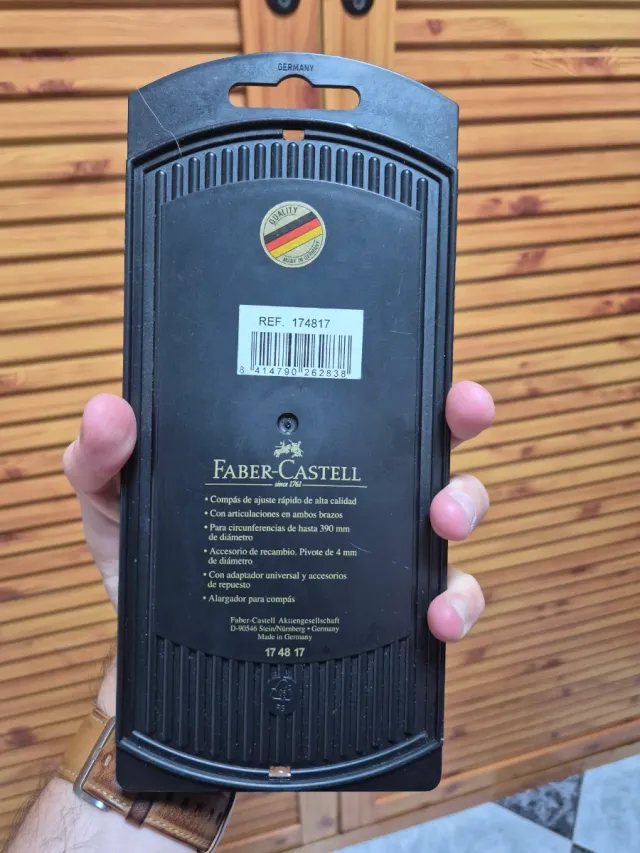 GERMANY
QUALITY
MADE IN GERMANY
REF. 174817
8 414790 262838
FABER-CASTELL
since 1761
• Compás de ajuste rápido de alta calidad
• Con articulaciones en ambos brazos
• Para circunferencias de hasta 390 mm
de diámetro
• Accesorio de recambio. Pivote de 4 mm
de diámetro
• Con adaptador universal y accesorios
de repuesto
• Alargador para compás
Faber-Castell Aktiengesellschaft
D-90546 Stein/Nürnberg • Germany
Made in Germany
17 48 17
PS